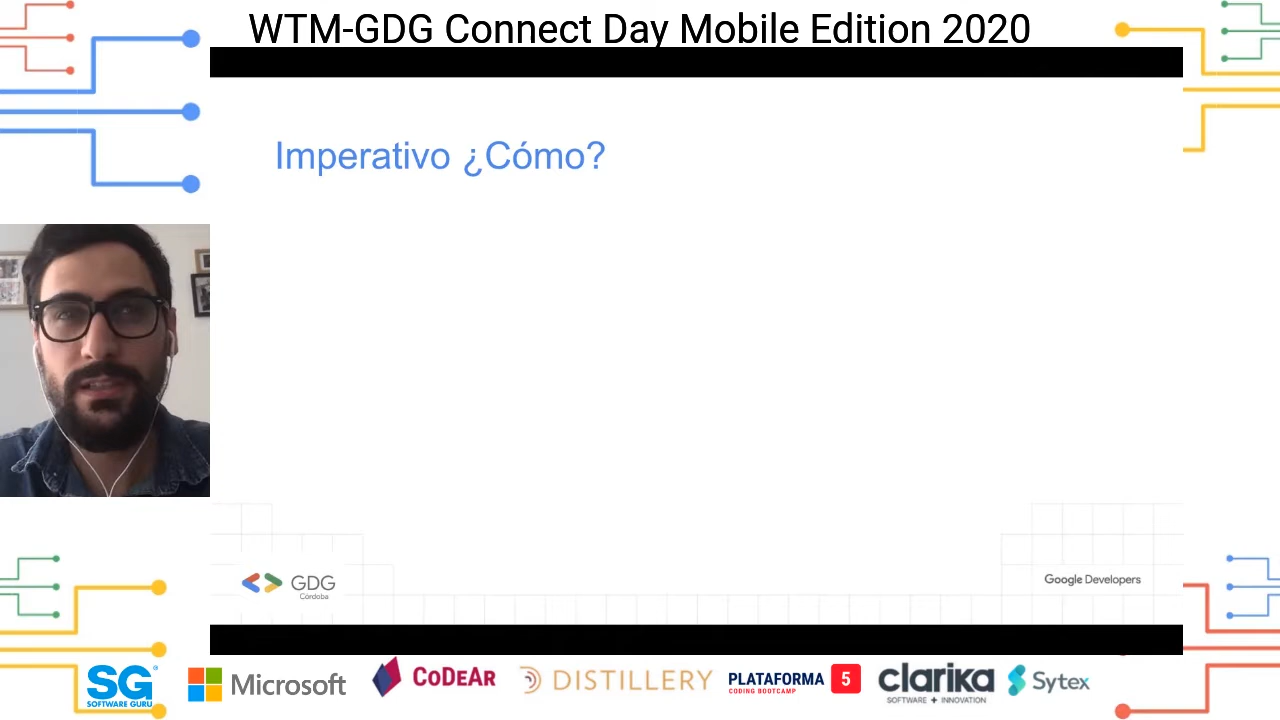 WTM-GDG Connect Day Mobile Edition 2020
Imperativo ¿Cómo?
GDG
Córdoba
Google Developers
SG
SOFTWARE GURU
Microsoft
CoDeAr
DISTILLERY
PLATAFORMA 5
CODING BOOTCAMP
clarika
SOFTWARE + INNOVATION
Sytex